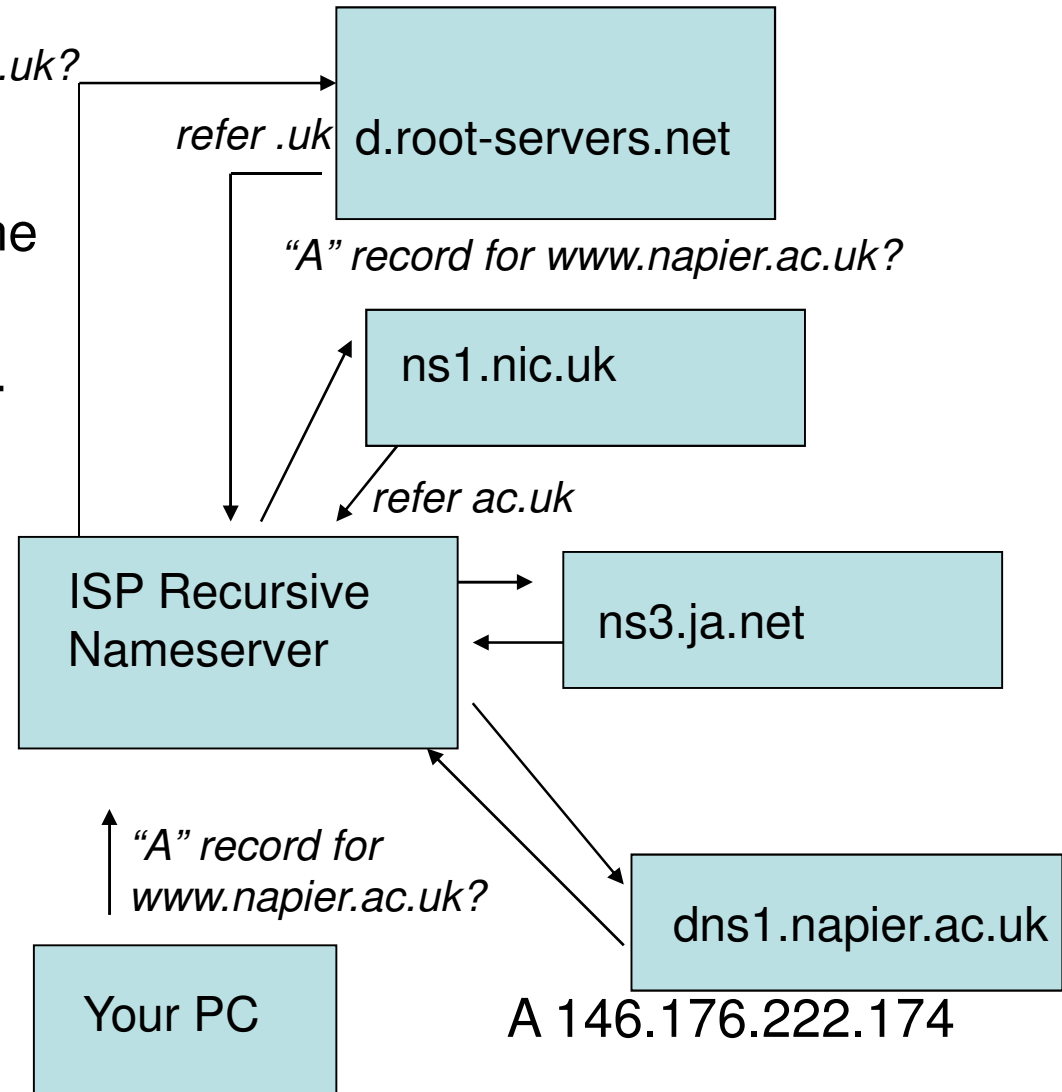 .uk?
refer .uk
d.root-servers.net
“A” record for www.napier.ac.uk?
ns1.nic.uk
refer ac.uk
ISP Recursive
Nameserver
ns3.ja.net
“A” record for
www.napier.ac.uk?
dns1.napier.ac.uk
Your PC
A 146.176.222.174